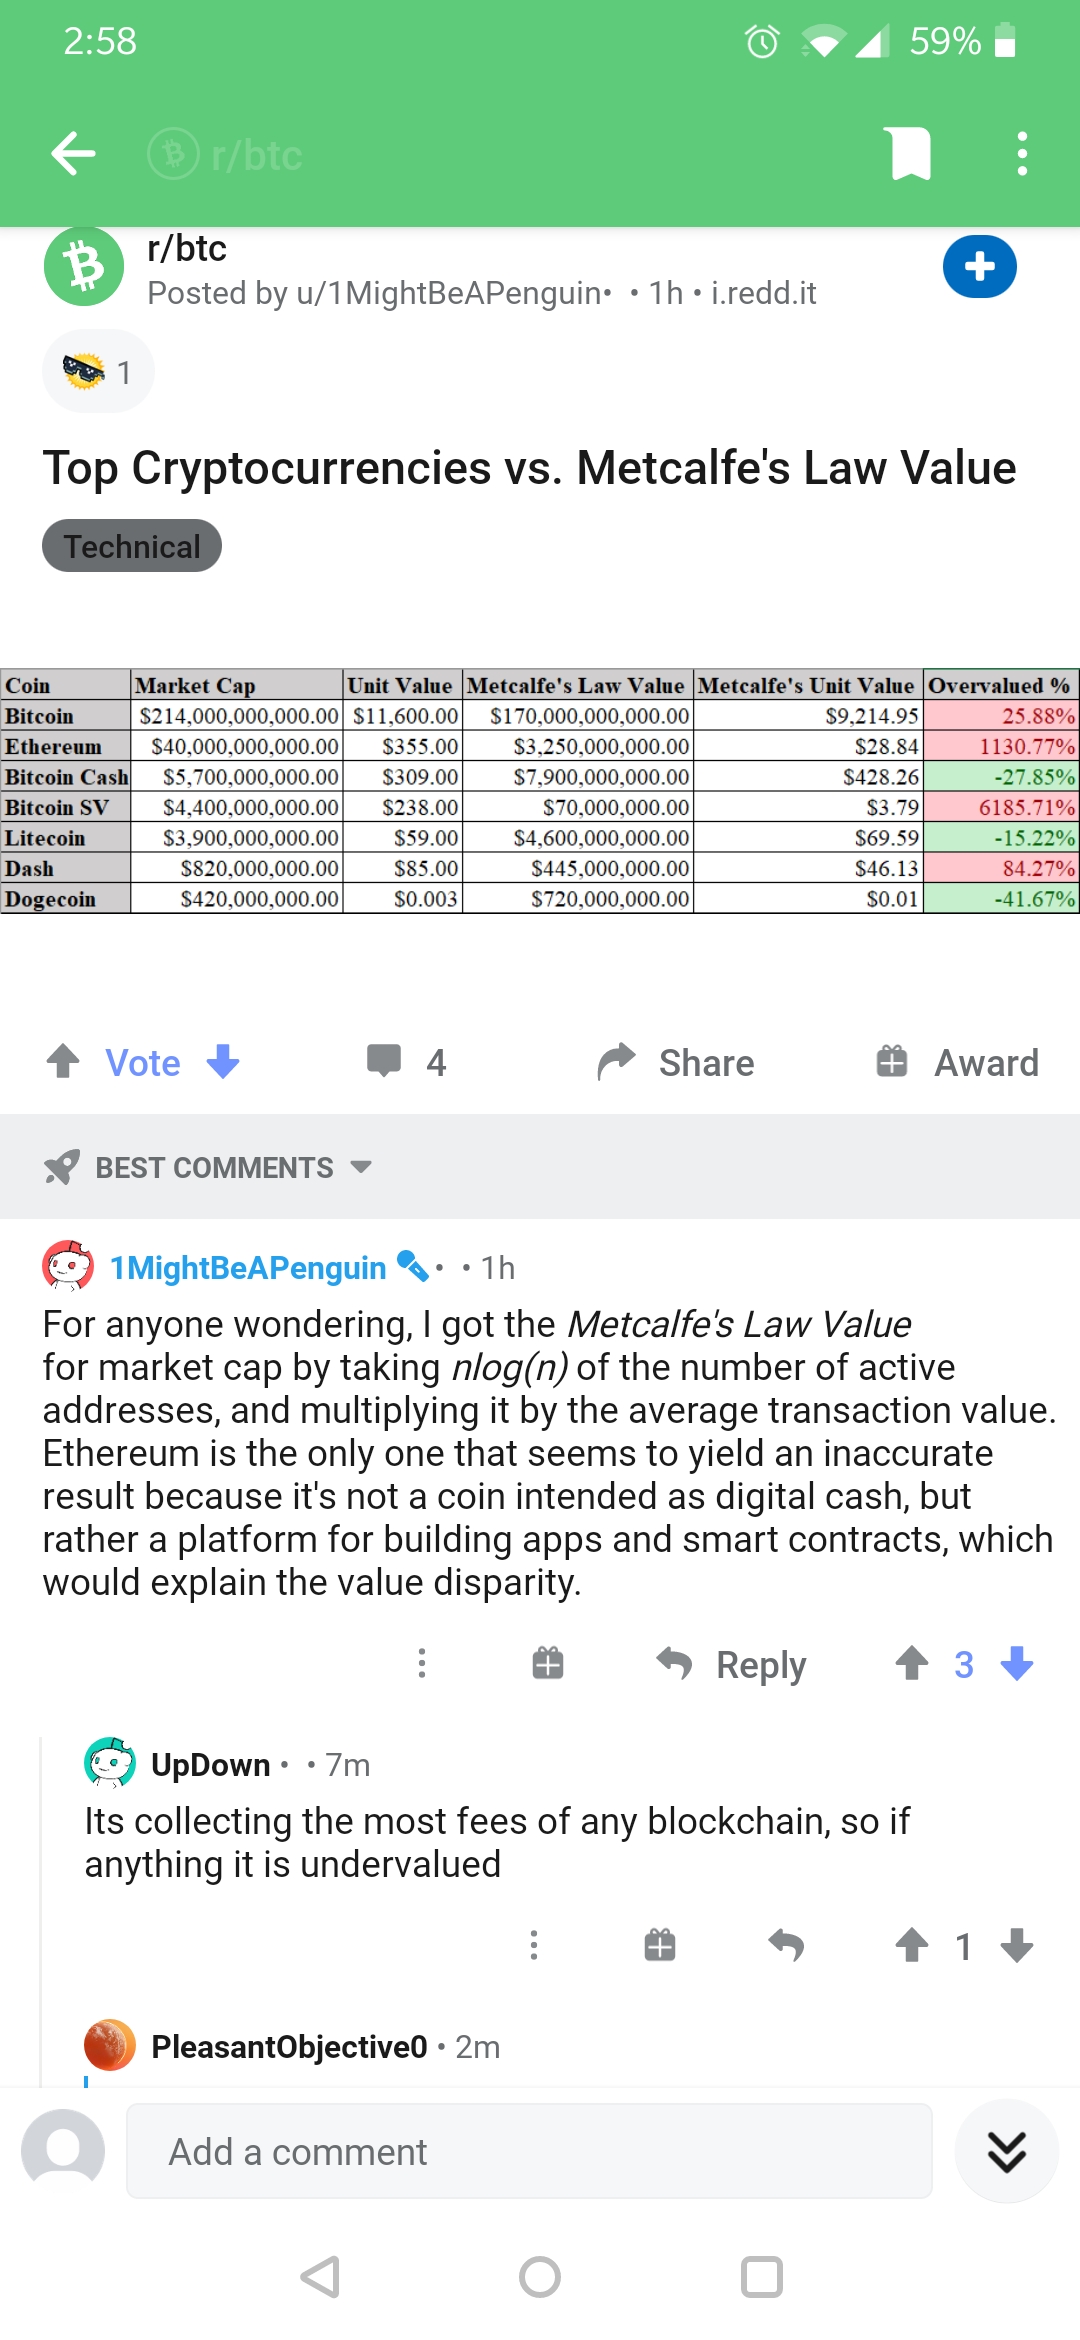 2:58 59%
r/btc
r/btc
Posted by u/1MightBeAPenguin• • 1h • i.redd.it
1
Top Cryptocurrencies vs. Metcalfe's Law Value
Technical
Coin Market Cap Unit Value Metcalfe's Law Value Metcalfe's Unit Value Overvalued %
Bitcoin $214,000,000,000.00 $11,600.00 $170,000,000,000.00 $9,214.95 25.88%
Ethereum $40,000,000,000.00 $355.00 $3,250,000,000.00 $28.84 1130.77%
Bitcoin Cash $5,700,000,000.00 $309.00 $7,900,000,000.00 $428.26 -27.85%
Bitcoin SV $4,400,000,000.00 $238.00 $70,000,000.00 $3.79 6185.71%
Litecoin $3,900,000,000.00 $59.00 $4,600,000,000.00 $69.59 -15.22%
Dash $820,000,000.00 $85.00 $445,000,000.00 $46.13 84.27%
Dogecoin $420,000,000.00 $0.003 $720,000,000.00 $0.01 -41.67%
Vote 4 Share Award
BEST COMMENTS
1MightBeAPenguin • • 1h
For anyone wondering, I got the Metcalfe's Law Value
for market cap by taking nlog(n) of the number of active
addresses, and multiplying it by the average transaction value.
Ethereum is the only one that seems to yield an inaccurate
result because it's not a coin intended as digital cash, but
rather a platform for building apps and smart contracts, which
would explain the value disparity.
Reply 3
UpDown • • 7m
Its collecting the most fees of any blockchain, so if
anything it is undervalued
1
PleasantObjective0 • 2m
Add a comment